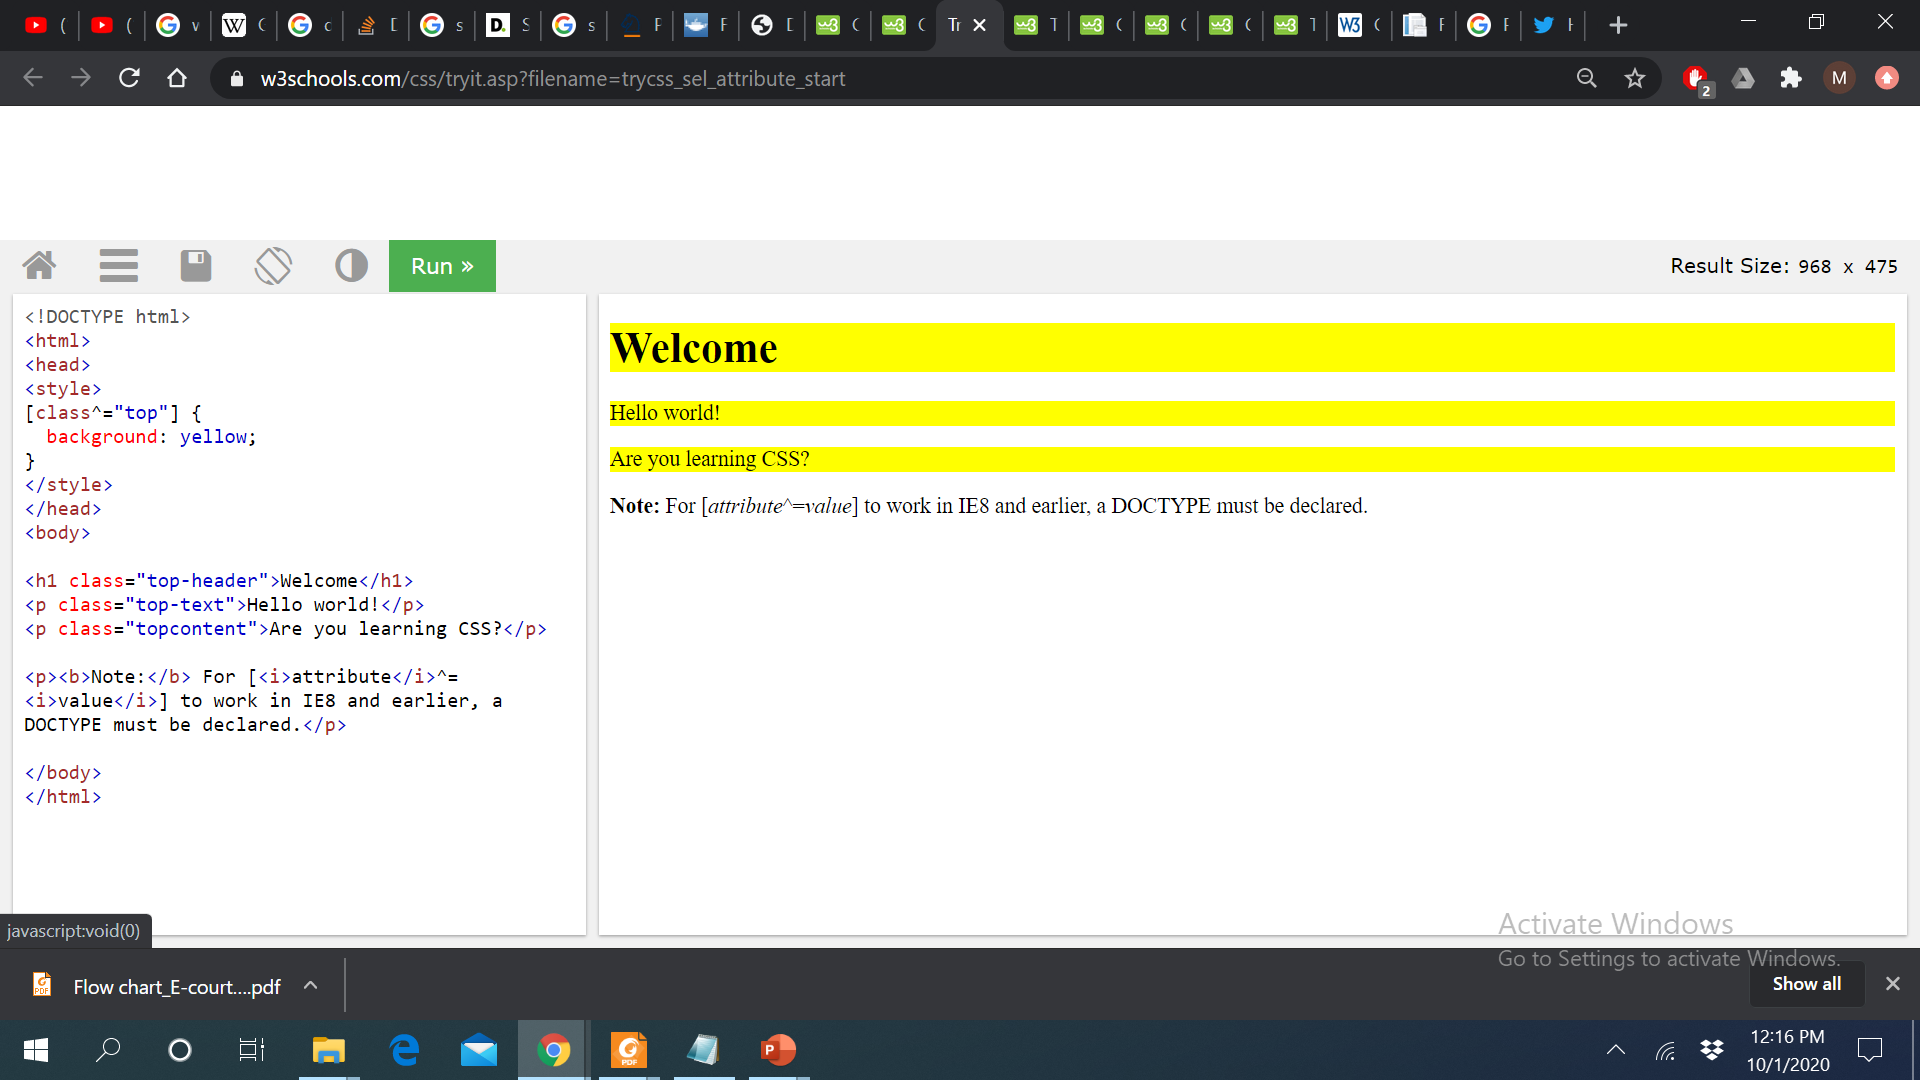 w3schools.com/css/tryit.asp?filename=trycss_sel_attribute_start
2
M
Run »
Result Size: 968 x 475
<!DOCTYPE html>
<html>
<head>
<style>
[class^="top"] {
  background: yellow;
}
</style>
</head>
<body>
<h1 class="top-header">Welcome</h1>
<p class="top-text">Hello world!</p>
<p class="topcontent">Are you learning CSS?</p>
<p><b>Note:</b> For [<i>attribute</i>^=
<i>value</i>] to work in IE8 and earlier, a
DOCTYPE must be declared.</p>
</body>
</html>
Welcome
Hello world!
Are you learning CSS?
Note: For [attribute^=value] to work in IE8 and earlier, a DOCTYPE must be declared.
javascript:void(0)
Activate Windows
Go to Settings to activate Windows.
Flow chart_E-court....pdf
Show all
12:16 PM
10/1/2020